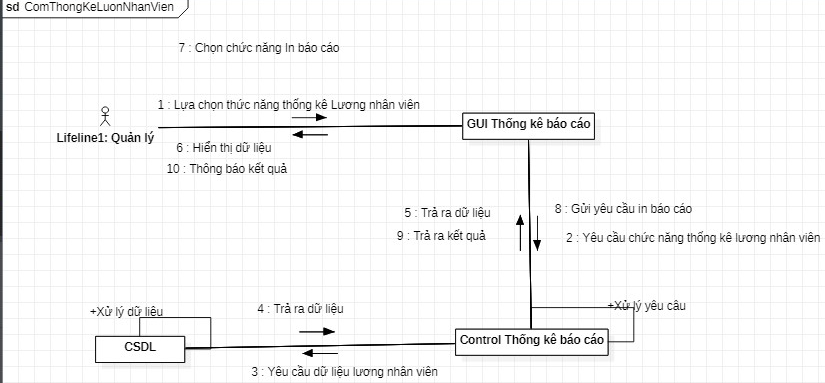 sd ComThongKeLuonNhanVien
7 : Chọn chức năng In báo cáo
1 : Lựa chọn thức năng thống kê Lương nhân viên
Lifeline1: Quản lý
GUI Thống kê báo cáo
6 : Hiển thị dữ liệu
10 : Thông báo kết quả
5 : Trả ra dữ liệu
8 : Gửi yêu cầu in báo cáo
9 : Trả ra kết quả
2 : Yêu cầu chức năng thống kê lương nhân viên
+Xử lý dữ liệu
4 : Trả ra dữ liệu
+Xử lý yêu câu
CSDL
Control Thống kê báo cáo
3 : Yêu cầu dữ liệu lương nhân viên